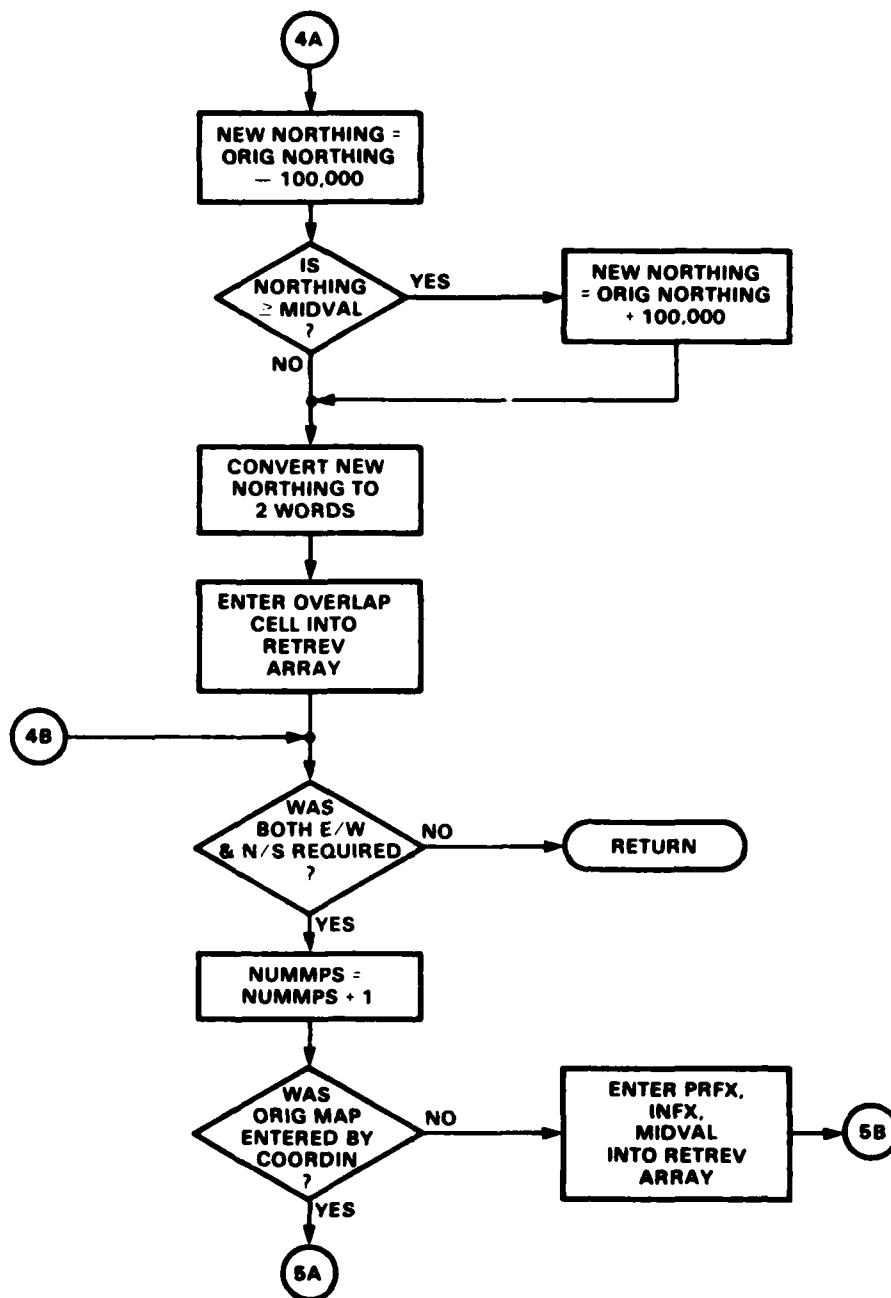 4A
NEW NORTHING =
ORIG NORTHING
— 100,000
IS
NORTHING
≥ MIDVAL
?
YES
NO
NEW NORTHING
= ORIG NORTHING
+ 100,000
CONVERT NEW
NORTHING TO
2 WORDS
ENTER OVERLAP
CELL INTO
RETREV
ARRAY
4B
WAS
BOTH E/W
& N/S REQUIRED
?
NO
RETURN
YES
NUMMPS =
NUMMPS + 1
WAS
ORIG MAP
ENTERED BY
COORDIN
?
NO
ENTER PRFX,
INFX,
MIDVAL
INTO RETREV
ARRAY
5B
YES
5A